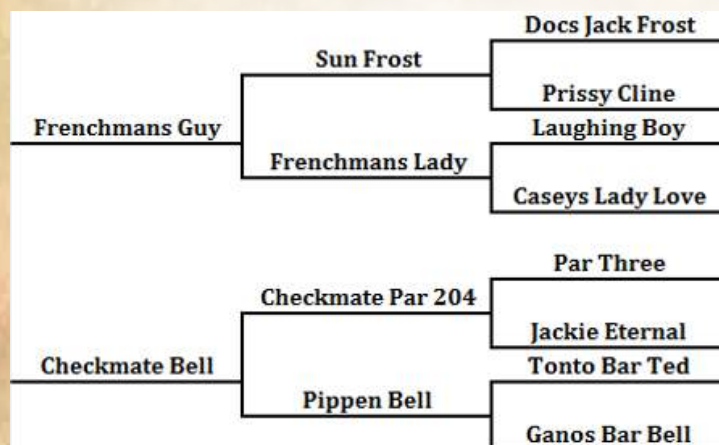 Docs Jack Frost
Sun Frost
Prissy Cline
Frenchmans Guy
Laughing Boy
Frenchmans Lady
Caseys Lady Love
Par Three
Checkmate Par 204
Jackie Eternal
Checkmate Bell
Tonto Bar Ted
Pippen Bell
Ganos Bar Bell